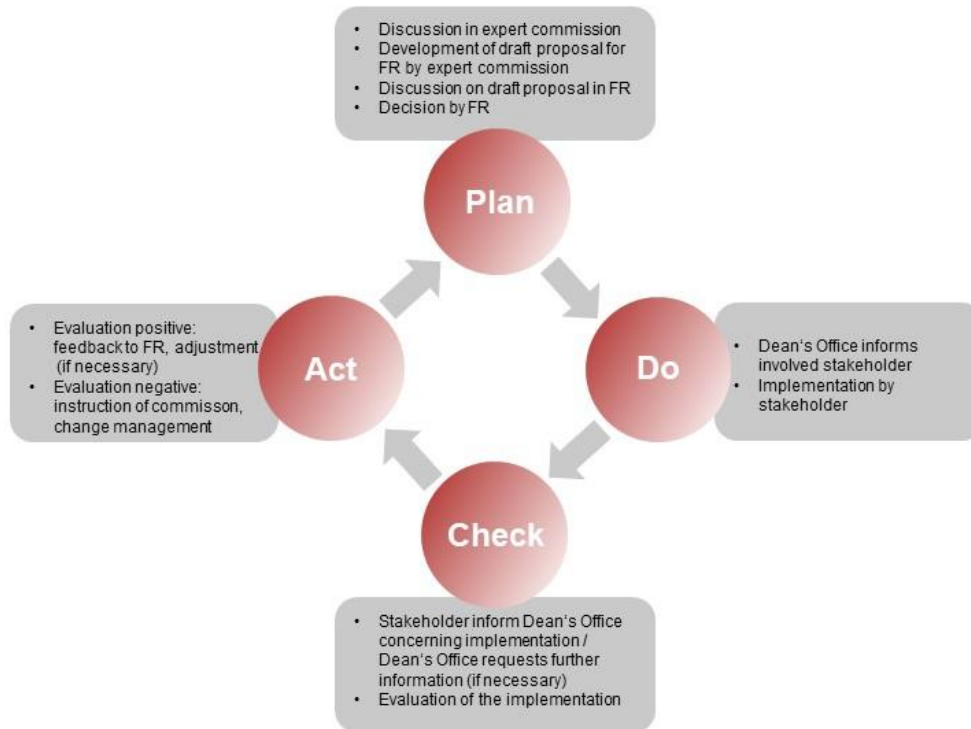 • Discussion in expert commission
• Development of draft proposal for
FR by expert commission
• Discussion on draft proposal in FR
• Decision by FR
Plan
• Evaluation positive:
feedback to FR, adjustment
(if necessary)
• Evaluation negative:
instruction of commisson,
change management
Act
Do
• Dean's Office informs
involved stakeholder
• Implementation by
stakeholder
Check
• Stakeholder inform Dean's Office
concerning implementation /
Dean's Office requests further
information (if necessary)
• Evaluation of the implementation